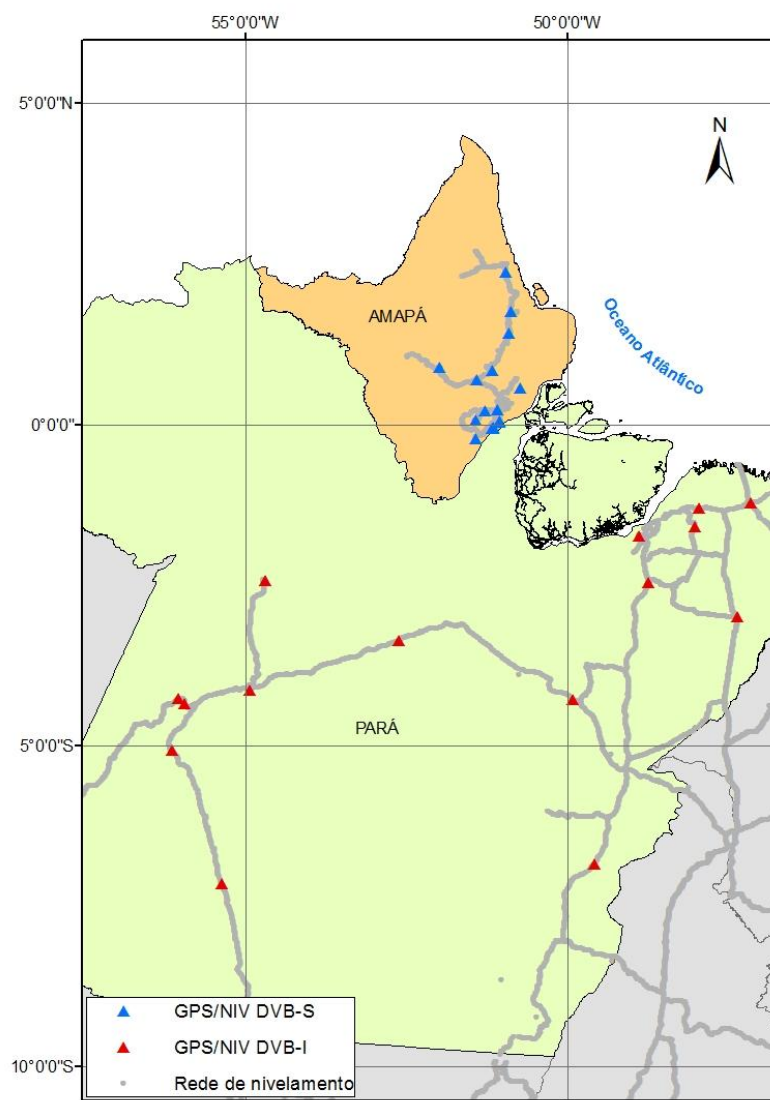 55°0'0"W
50°0'0"W
5°0'0"N
N
AMAPÁ
Oceano Atlântico
0°0'0"
PARÁ
5°0'0"S
GPS/NIV DVB-S
GPS/NIV DVB-I
Rede de nivelamento
10°0'0"S